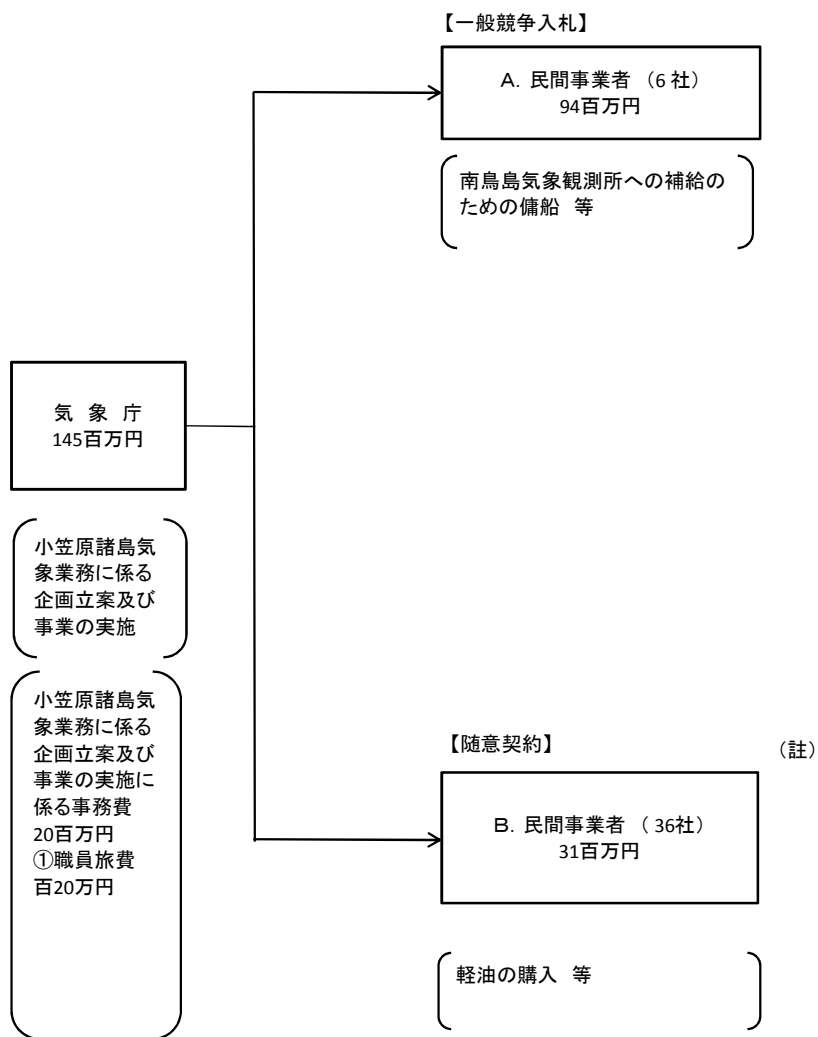 【一般競争入札】
A. 民間事業者 （6 社）
94百万円
南鳥島気象観測所への補給の
ための傭船 等
気 象 庁
145百万円
小笠原諸島気
象業務に係る
企画立案及び
事業の実施
小笠原諸島気
象業務に係る
企画立案及び
事業の実施に
係る事務費
20百万円
①職員旅費
百20万円
【随意契約】
（註）
B. 民間事業者 （ 36社）
31百万円
軽油の購入 等